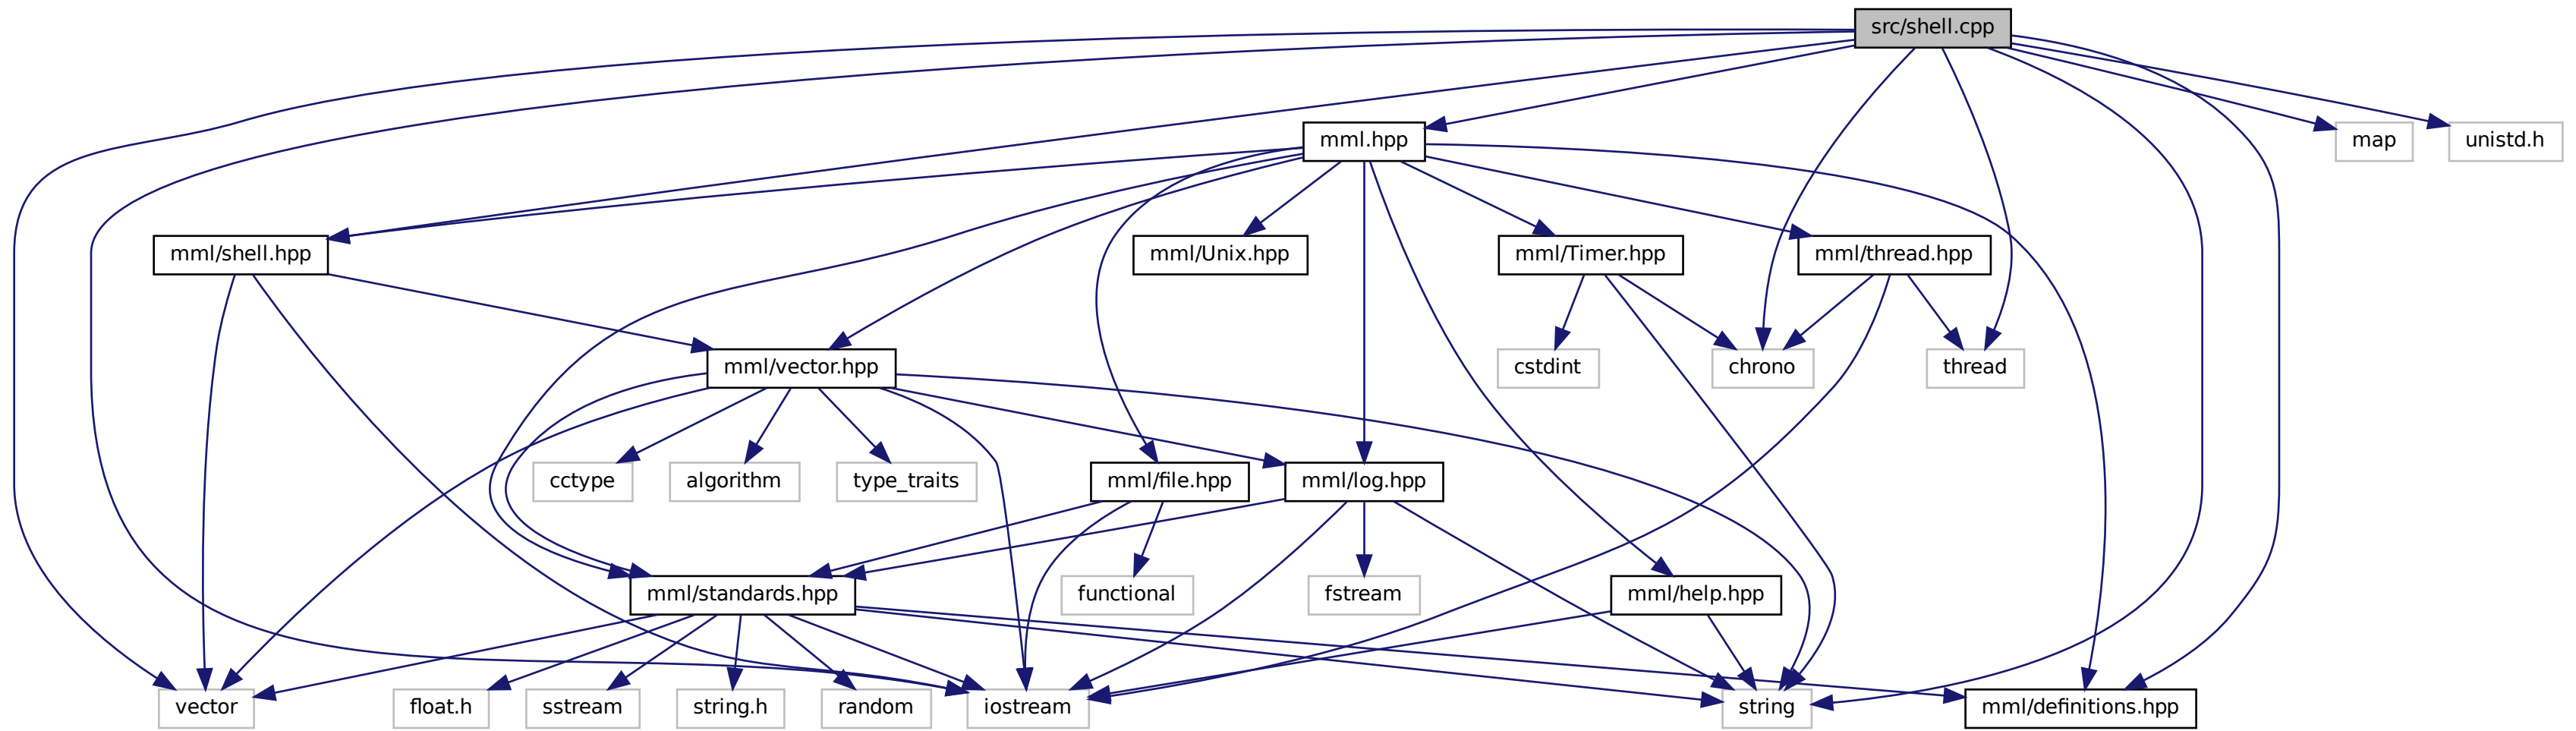 src/shell.cpp
mml.hpp
map
unistd.h
mml/shell.hpp
mml/Unix.hpp
mml/Timer.hpp
mml/thread.hpp
mml/vector.hpp
cstdint
chrono
thread
cctype
algorithm
type_traits
mml/file.hpp
mml/log.hpp
mml/standards.hpp
functional
fstream
mml/help.hpp
vector
float.h
sstream
string.h
random
iostream
string
mml/definitions.hpp